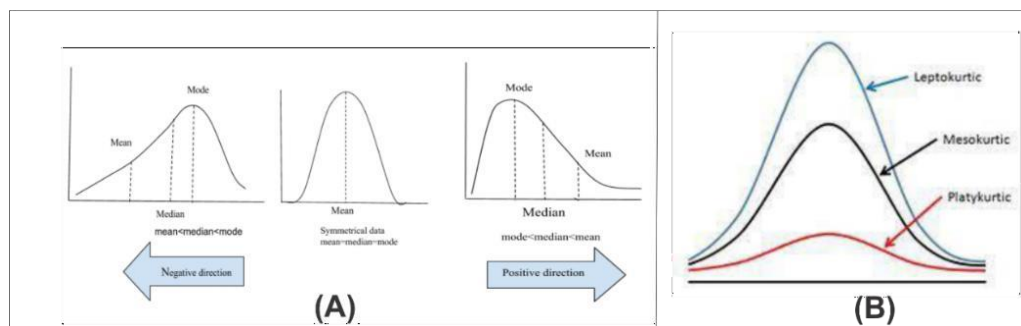 Mode
Mean
Median
mean<median<mode
Negative direction
Mean
Symmetrical data
mean=median=mode
Mode
Mean
Median
mode<median<mean
Positive direction
(A)
Leptokurtic
Mesokurtic
Platykurtic
(B)